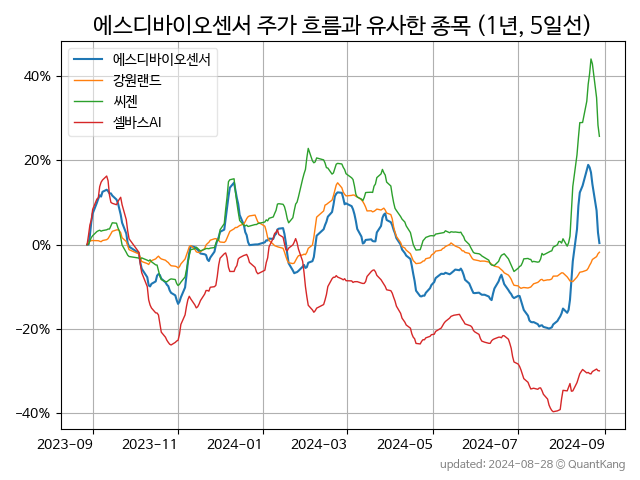 에스디바이오센서 주가 흐름과 유사한 종목 (1년, 5일선)
에스디바이오센서
강원랜드
씨젠
셀바스AI
40%
20%
0%
−20%
−40%
2023-09 2023-11 2024-01 2024-03 2024-05 2024-07 2024-09
updated: 2024-08-28 © QuantKang